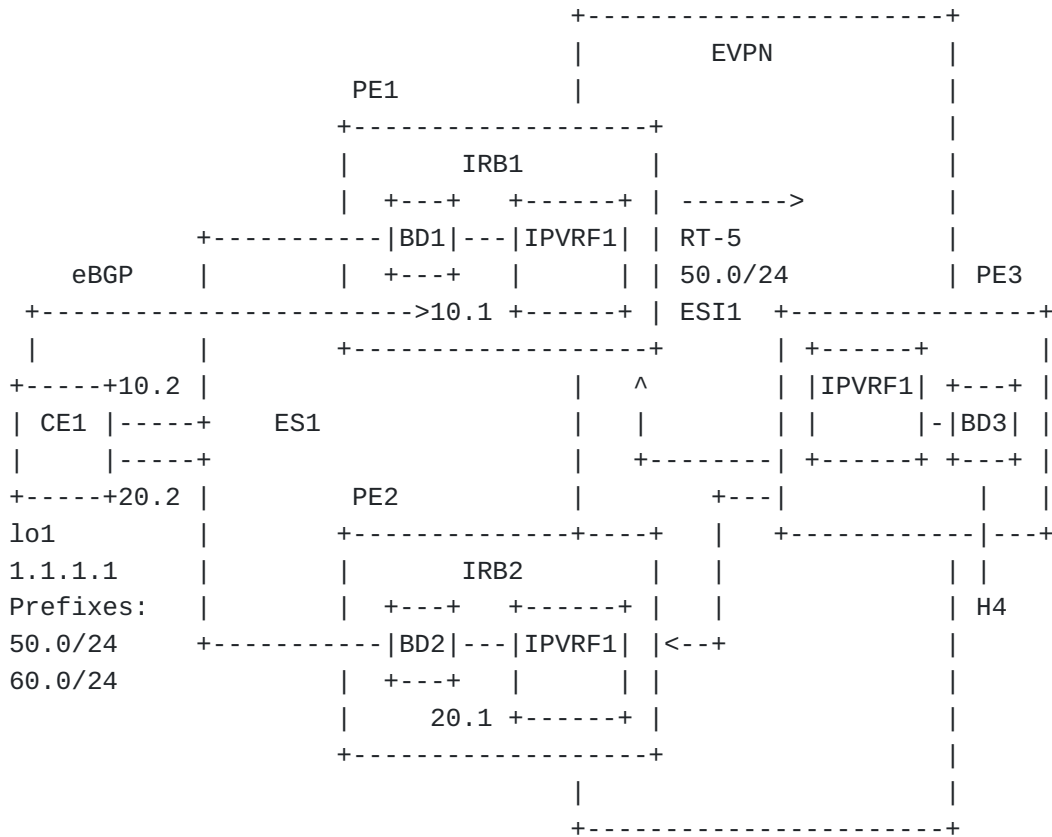 EVPN
PE1
IRB1
------->
BD1 IPVRF1 RT-5
eBGP 50.0/24 PE3
>10.1 ESI1
10.2 ^ IPVRF1
CE1 ES1 BD3
20.2 PE2
lo1
1.1.1.1 IRB2
Prefixes: H4
50.0/24 BD2 IPVRF1 <--+
60.0/24
20.1